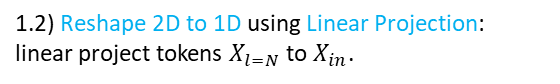 1.2) Reshape 2D to 1D using Linear Projection:
linear project tokens X_{l=N} to X_{in}.